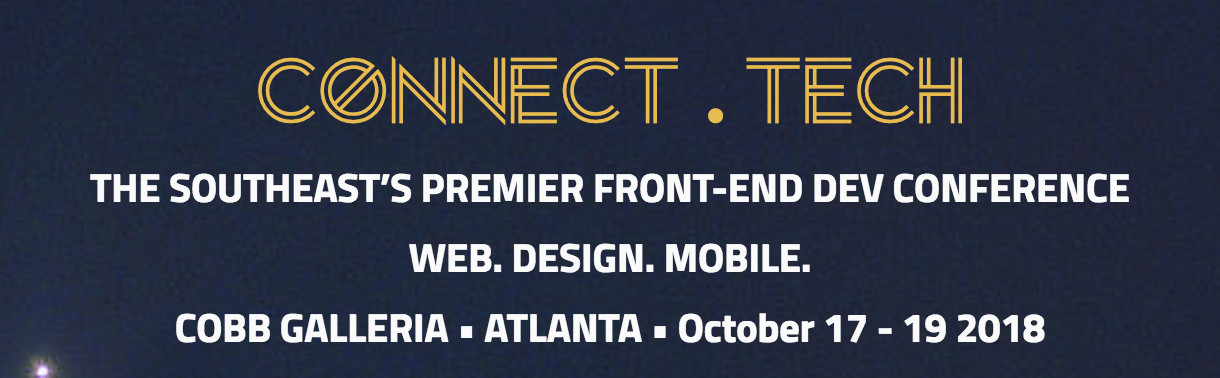 CONNECT . TECH
THE SOUTHEAST’S PREMIER FRONT-END DEV CONFERENCE
WEB. DESIGN. MOBILE.
COBB GALLERIA ▪ ATLANTA ▪ October 17 - 19 2018